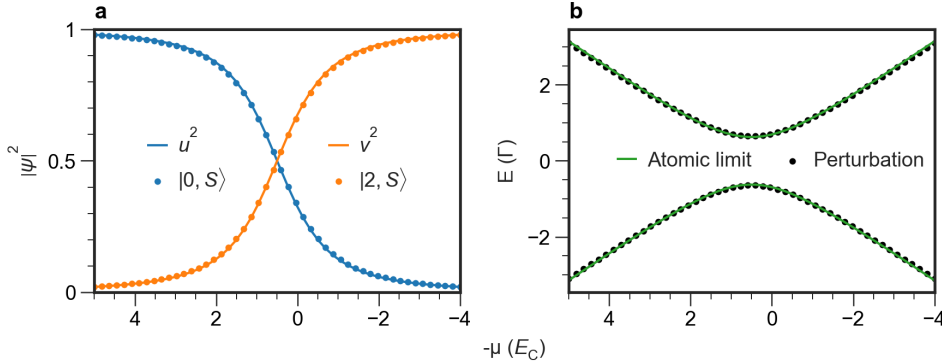 a
b
|ψ|²
1
0.5
0
u²
v²
|0, S⟩
|2, S⟩
4
2
0
−2
−4
E (Γ)
2
0
−2
Atomic limit
Perturbation
4
2
0
−2
−4
-μ (E_C)